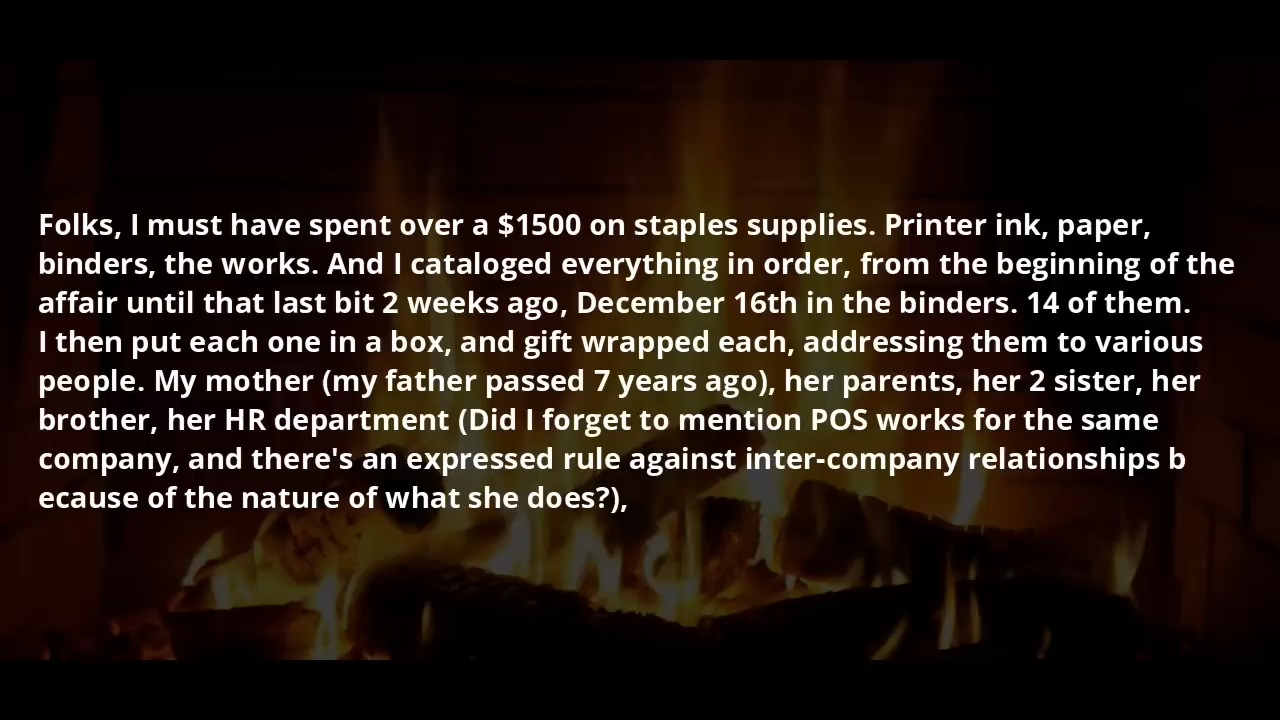 Folks, I must have spent over a $1500 on staples supplies. Printer ink, paper,
binders, the works. And I cataloged everything in order, from the beginning of the
affair until that last bit 2 weeks ago, December 16th in the binders. 14 of them.
I then put each one in a box, and gift wrapped each, addressing them to various
people. My mother (my father passed 7 years ago), her parents, her 2 sister, her
brother, her HR department (Did I forget to mention POS works for the same
company, and there's an expressed rule against inter-company relationships b
ecause of the nature of what she does?),